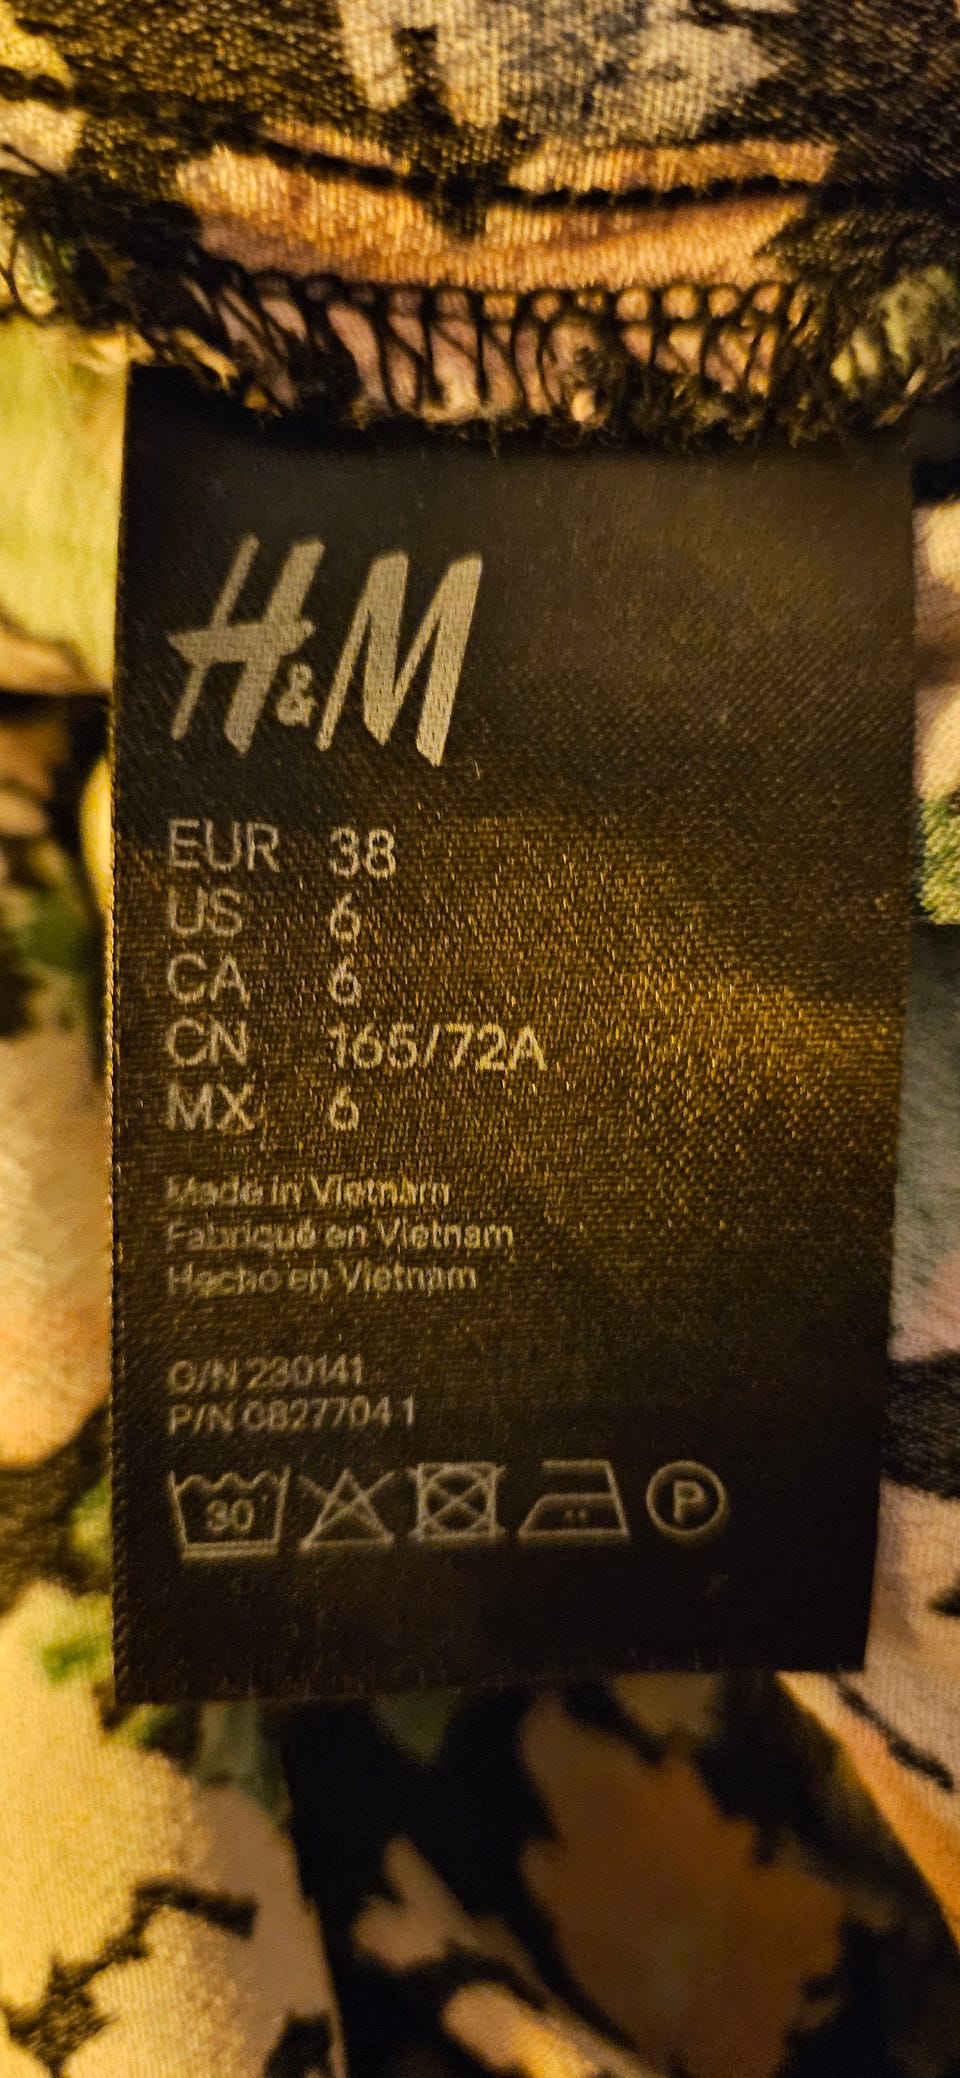 H&M
EUR 38
US 6
CA 6
CN 165/72A
MX 6
Made in Vietnam
Fabriqué en Vietnam
Hecho en Vietnam
O/N 230141
P/N 0827704 1
30
P